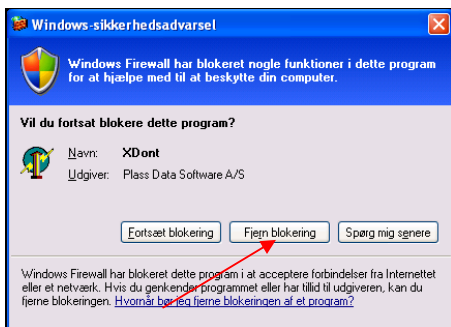 Windows-sikkerhedsadvarsel
Windows Firewall har blokeret nogle funktioner i dette program
for at hjælpe med til at beskytte din computer.
Vil du fortsat blokere dette program?
Navn: XDont
Udgiver: Plass Data Software A/S
Fortsæt blokering Fjern blokering Spørg mig senere
Windows Firewall har blokeret dette program i at acceptere forbindelser fra Internettet
eller et netværk. Hvis du genkender programmet eller har tillid til udgiveren, kan du
fjerne blokeringen. Hvornår bør jeg fjerne blokeringen af et program?